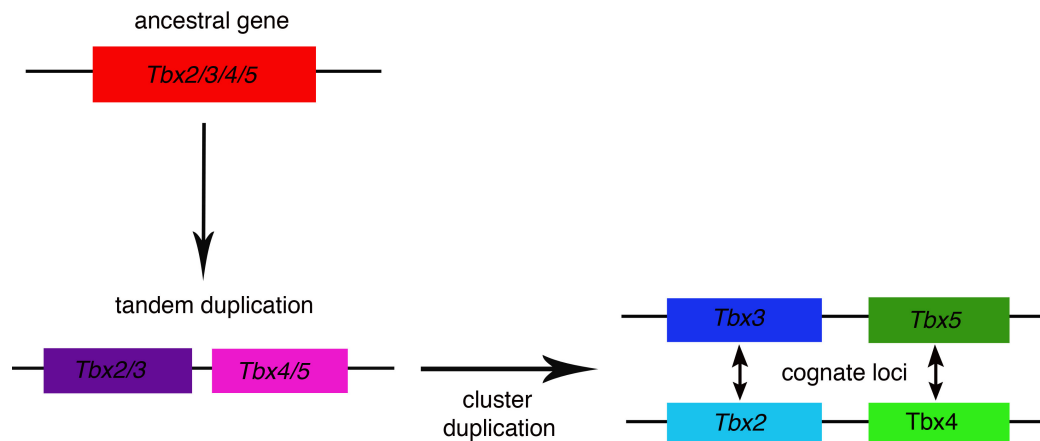 ancestral gene
Tbx2/3/4/5
tandem duplication
Tbx2/3
Tbx4/5
cluster
duplication
Tbx3
Tbx5
cognate loci
Tbx2
Tbx4